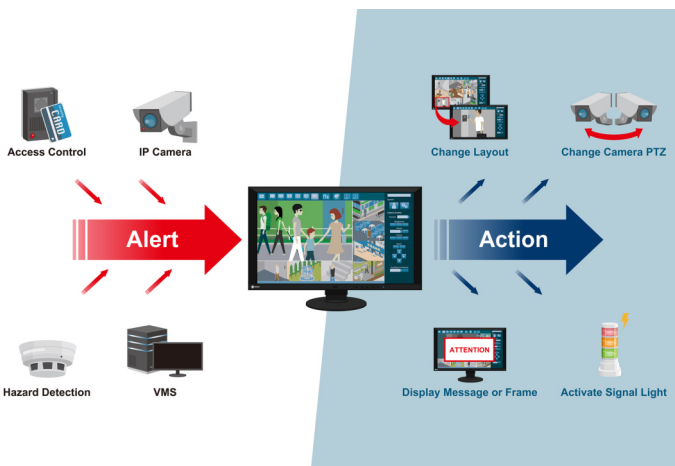 CARD
Access Control
IP Camera
Change Layout
Change Camera PTZ
Alert
Action
ATTENTION
Hazard Detection
VMS
Display Message or Frame
Activate Signal Light